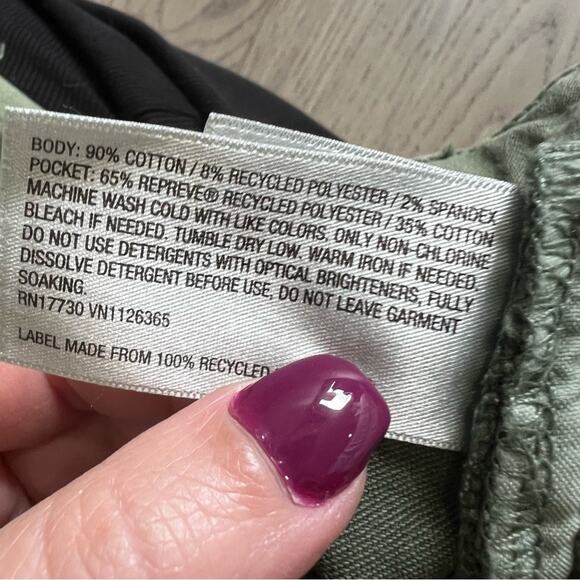 BODY: 90% COTTON / 8% RECYCLED POLYESTER / 2% SPANDEX
POCKET: 65% REPREVE® RECYCLED POLYESTER / 35% COTTON
MACHINE WASH COLD WITH LIKE COLORS. ONLY NON-CHLORINE
BLEACH IF NEEDED. TUMBLE DRY LOW. WARM IRON IF NEEDED.
DO NOT USE DETERGENTS WITH OPTICAL BRIGHTENERS, FULLY
DISSOLVE DETERGENT BEFORE USE, DO NOT LEAVE GARMENT
SOAKING.
RN17730 VN1126365
LABEL MADE FROM 100% RECYCLED